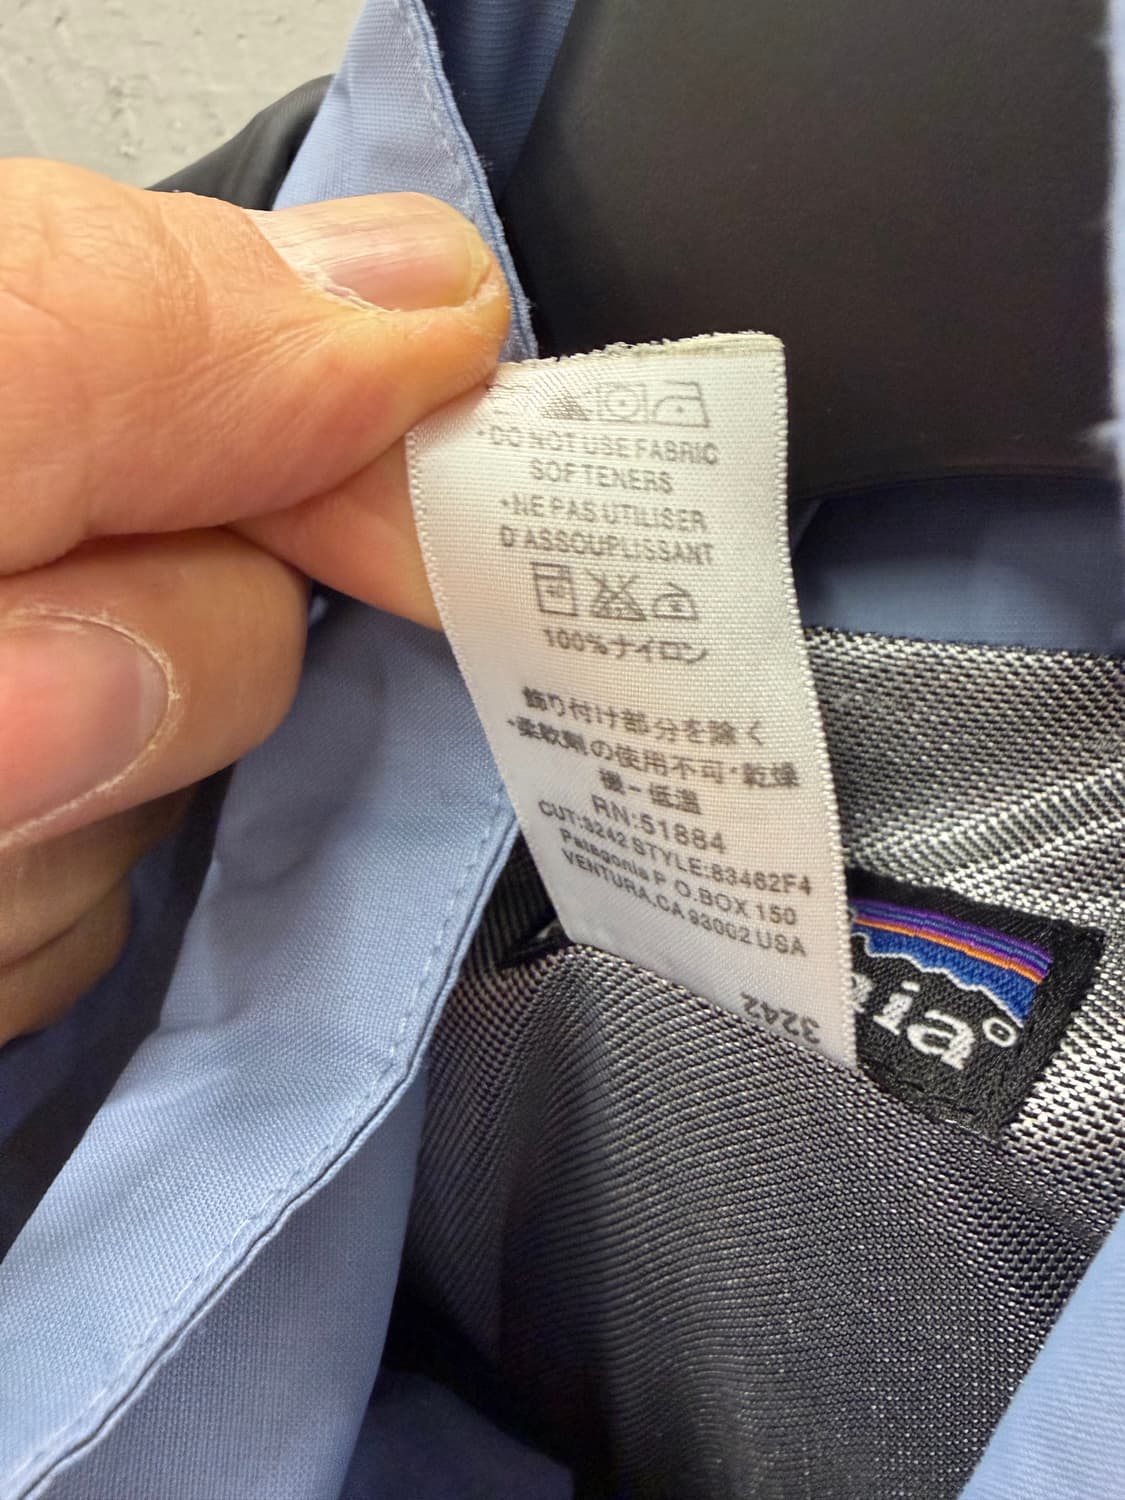 • DO NOT USE FABRIC
SOFTENERS
•NE PAS UTILISER
D'ASSOUPLISSANT
100%ナイロン
飾り付け部分を除く
•柔軟剤の使用不可・乾燥
機-低温
RN:51884
STYLE:83462F4
Patagonia P.O.BOX 150
VENTURA,CA 93002 USA
3242
ia°